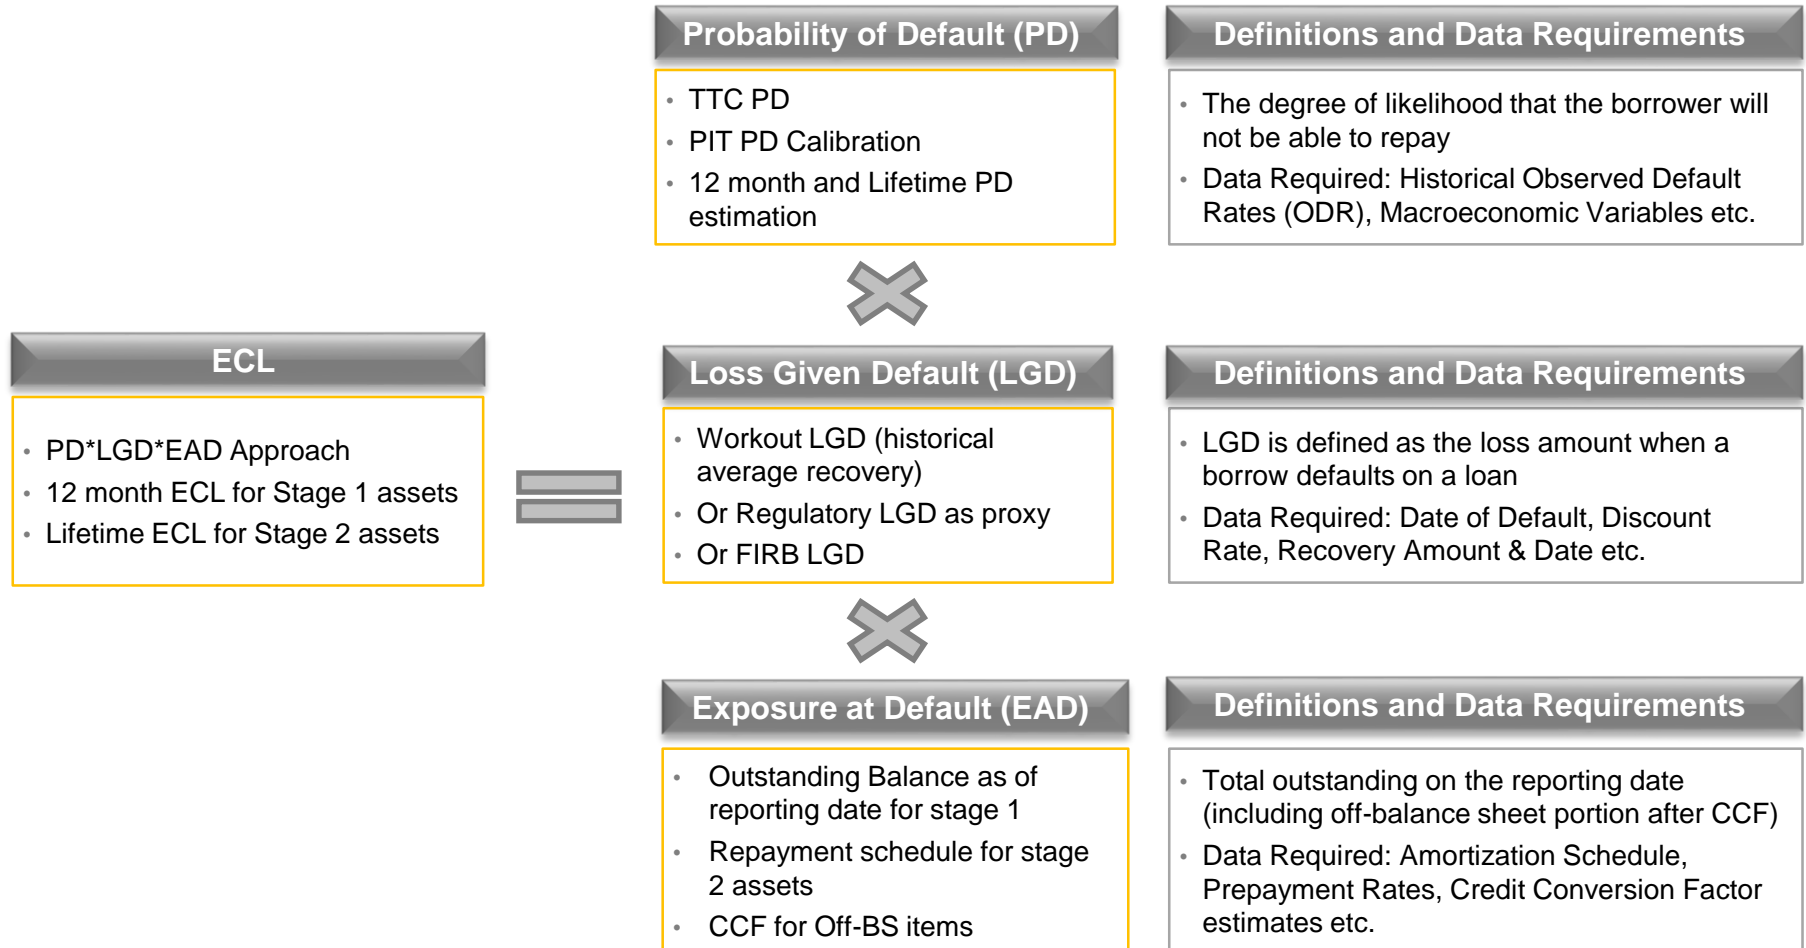 Probability of Default (PD)
• TTC PD
• PIT PD Calibration
• 12 month and Lifetime PD
estimation
Definitions and Data Requirements
• The degree of likelihood that the borrower will
not be able to repay
• Data Required: Historical Observed Default
Rates (ODR), Macroeconomic Variables etc.
ECL
• PD*LGD*EAD Approach
• 12 month ECL for Stage 1 assets
• Lifetime ECL for Stage 2 assets
Loss Given Default (LGD)
• Workout LGD (historical
average recovery)
• Or Regulatory LGD as proxy
• Or FIRB LGD
Definitions and Data Requirements
• LGD is defined as the loss amount when a
borrow defaults on a loan
• Data Required: Date of Default, Discount
Rate, Recovery Amount & Date etc.
Exposure at Default (EAD)
• Outstanding Balance as of
reporting date for stage 1
• Repayment schedule for stage
2 assets
• CCF for Off-BS items
Definitions and Data Requirements
• Total outstanding on the reporting date
(including off-balance sheet portion after CCF)
• Data Required: Amortization Schedule,
Prepayment Rates, Credit Conversion Factor
estimates etc.